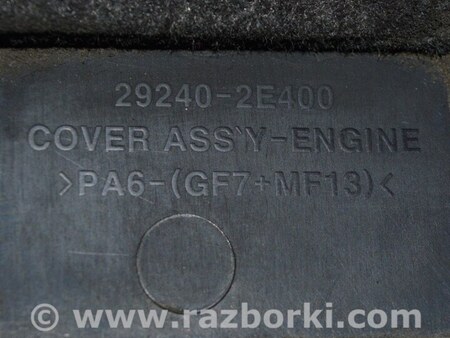 29240-2E400
COVER ASS'Y-ENGINE
>PA6-(GF7+MF13)<
© www.razborki.com